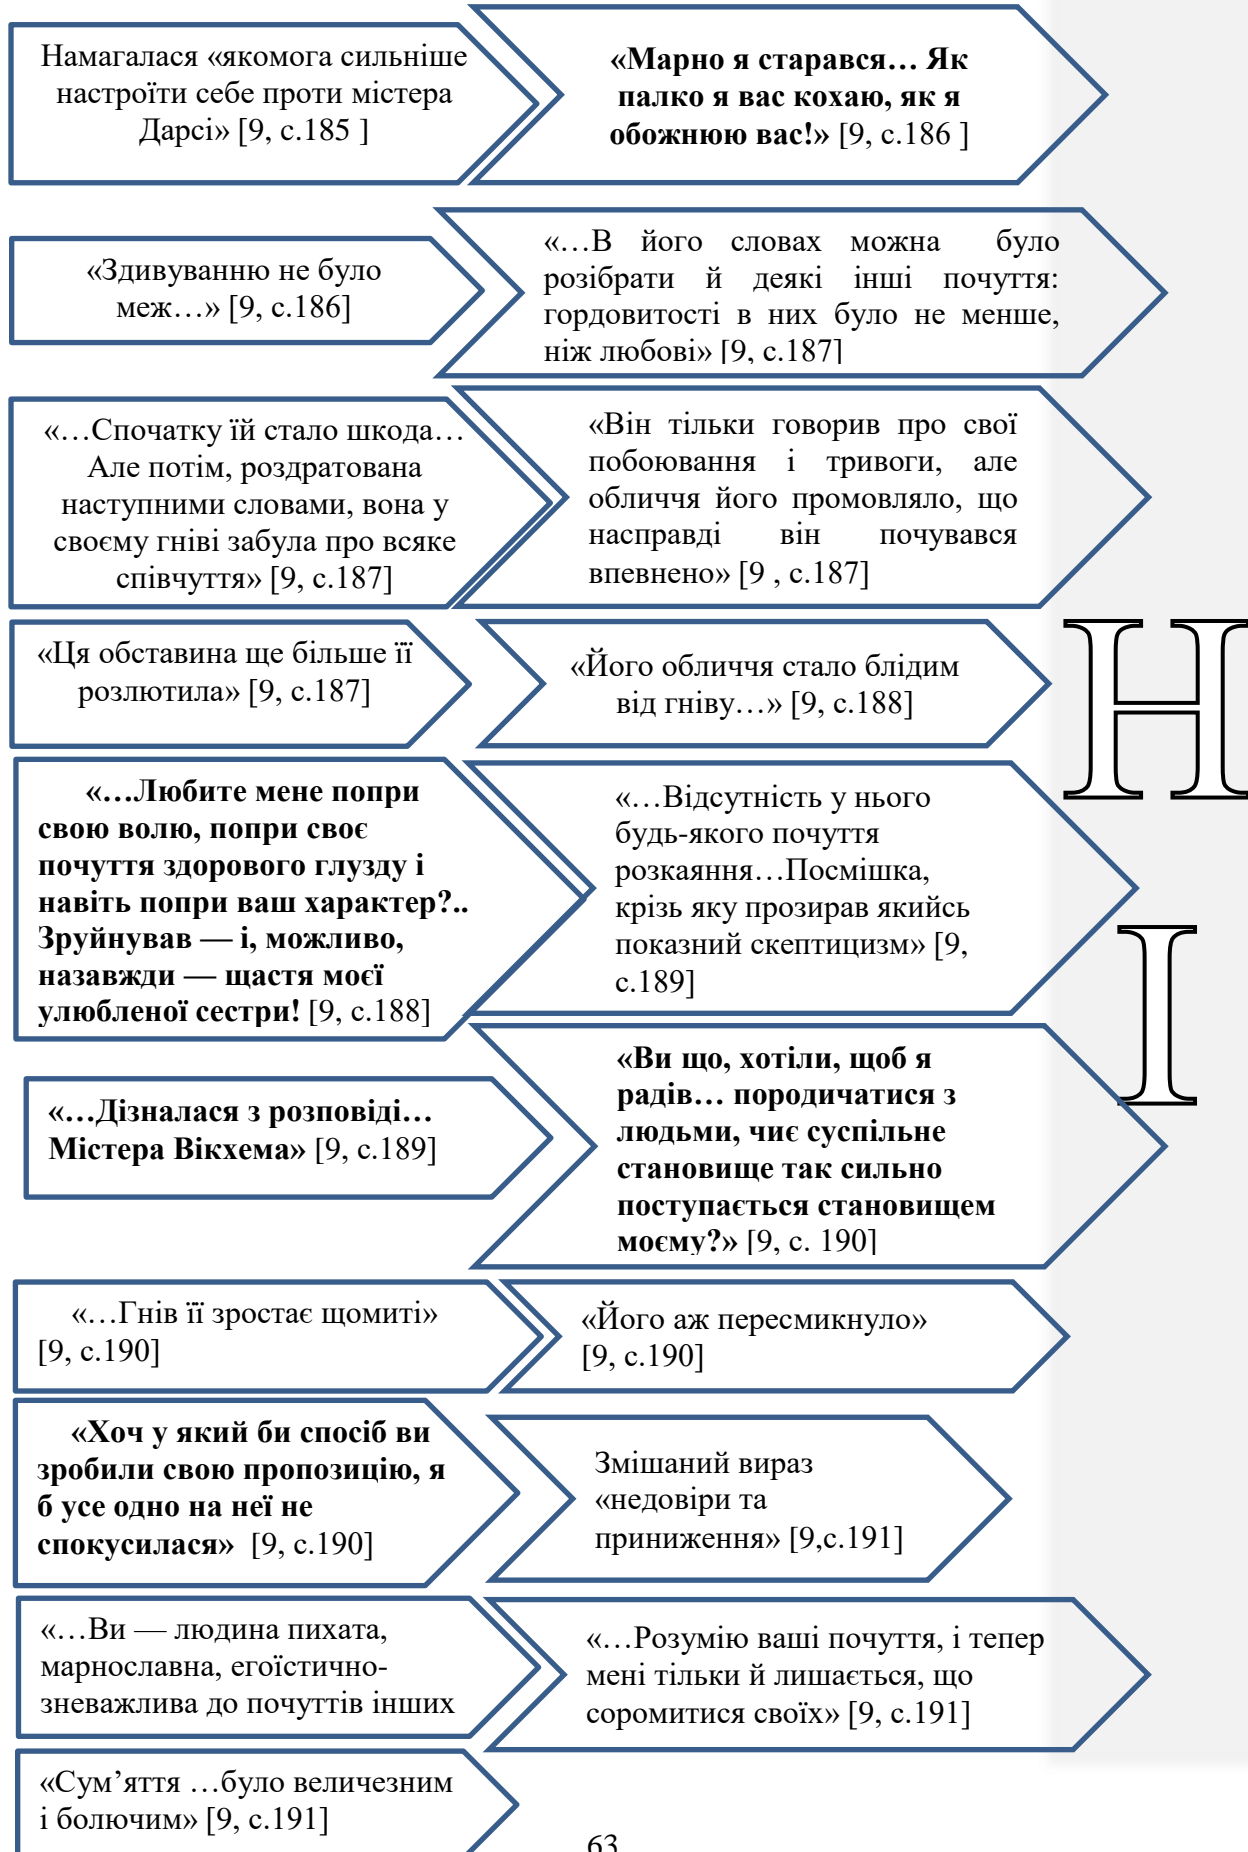 Намагалася «якомога сильніше
настроїти себе проти містера
Дарсі» [9, с.185 ]
«Марно я старався… Як
палко я вас кохаю, як я
обожнюю вас!» [9, с.186 ]
«Здивуванню не було
меж…» [9, с.186]
«…В його словах можна було
розібрати й деякі інші почуття:
гордовитості в них було не менше,
ніж любові» [9, с.187]
«…Спочатку їй стало шкода…
Але потім, роздратована
наступними словами, вона у
своєму гніві забула про всяке
співчуття» [9, с.187]
«Він тільки говорив про свої
побоювання і тривоги, але
обличчя його промовляло, що
насправді він почувався
впевнено» [9 , с.187]
«Ця обставина ще більше її
розлютила» [9, с.187]
«Його обличчя стало блідим
від гніву…» [9, с.188]
Н
«…Любите мене попри
свою волю, попри своє
почуття здорового глузду і
навіть попри ваш характер?..
Зруйнував — і, можливо,
назавжди — щастя моєї
улюбленої сестри! [9, с.188]
«…Відсутність у нього
будь-якого почуття
розкаяння…Посмішка,
крізь яку прозирав якийсь
показний скептицизм» [9,
с.189]
І
«…Дізналася з розповіді…
Містера Вікхема» [9, с.189]
«Ви що, хотіли, щоб я
радів… породичатися з
людьми, чиє суспільне
становище так сильно
поступається становищем
моєму?» [9, с. 190]
«…Гнів її зростає щомиті»
[9, с.190]
«Його аж пересмикнуло»
[9, с.190]
«Хоч у який би спосіб ви
зробили свою пропозицію, я
б усе одно на неї не
спокусилася» [9, с.190]
Змішаний вираз
«недовіри та
приниження» [9,с.191]
«…Ви — людина пихата,
марнославна, егоїстично-
зневажлива до почуттів інших
«…Розумію ваші почуття, і тепер
мені тільки й лишається, що
соромитися своїх» [9, с.191]
«Сум’яття …було величезним
і болючим» [9, с.191]
63